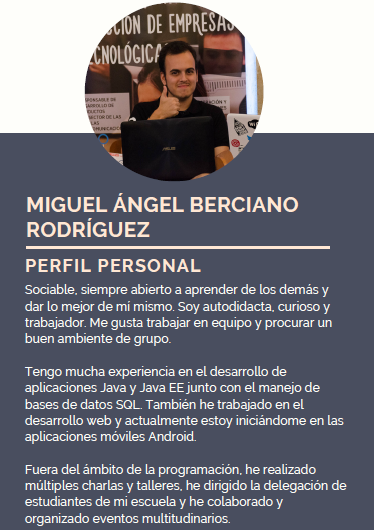 CIÓN DE EMPRESAS
TECNOLÓGICA
ASUS
MIGUEL ÁNGEL BERCIANO
RODRÍGUEZ
PERFIL PERSONAL
Sociable, siempre abierto a aprender de los demás y
dar lo mejor de mi mismo. Soy autodidacta, curioso y
trabajador. Me gusta trabajar en equipo y procurar un
buen ambiente de grupo.
Tengo mucha experiencia en el desarrollo de
aplicaciones Java y Java EE junto con el manejo de
bases de datos SQL. También he trabajado en el
desarrollo web y actualmente estoy iniciándome en las
aplicaciones móviles Android.
Fuera del ámbito de la programación, he realizado
múltiples charlas y talleres, he dirigido la delegación de
estudiantes de mi escuela y he colaborado y
organizado eventos multitudinarios.